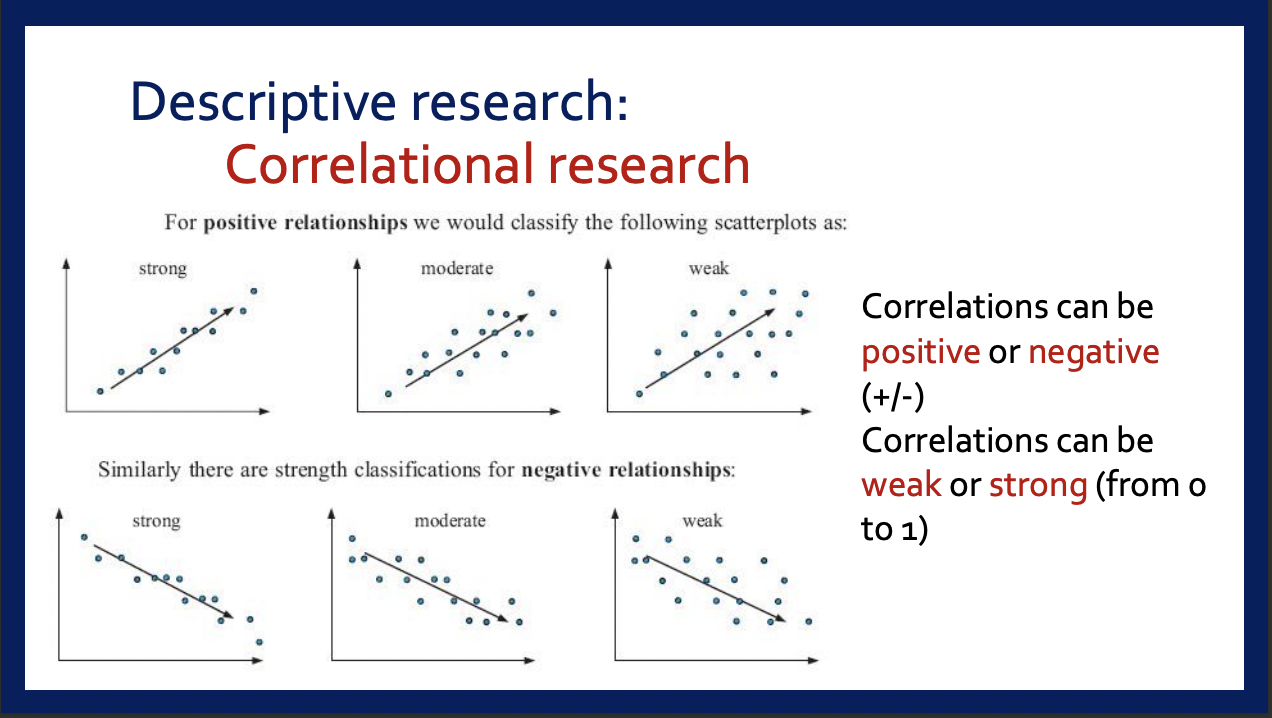 Descriptive research:
Correlational research
For positive relationships we would classify the following scatterplots as:
strong
moderate
weak
Similarly there are strength classifications for negative relationships:
strong
moderate
weak
Correlations can be
positive or negative
(+/-)
Correlations can be
weak or strong (from 0
to 1)